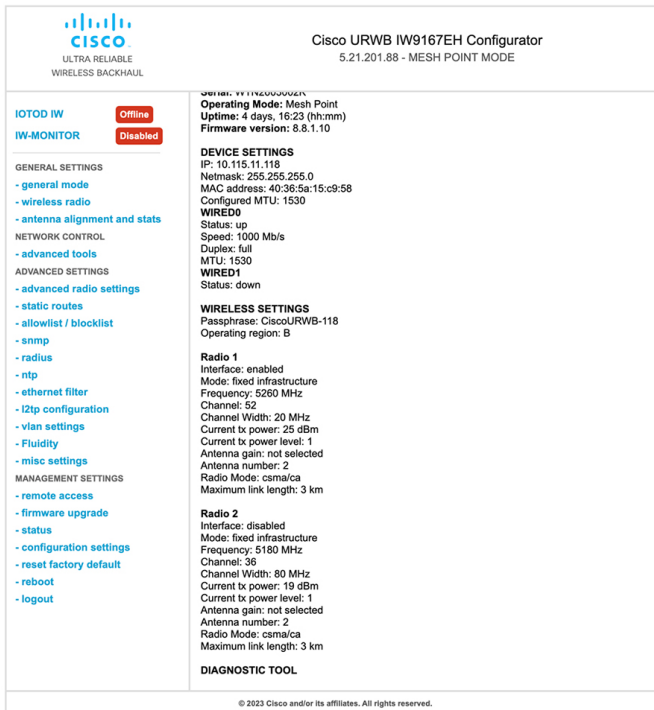 CISCO
ULTRA RELIABLE
WIRELESS BACKHAUL
Cisco URWB IW9167EH Configurator
5.21.201.88 - MESH POINT MODE
IOTOD IW Offline
IW-MONITOR Disabled
GENERAL SETTINGS
- general mode
- wireless radio
- antenna alignment and stats
NETWORK CONTROL
- advanced tools
ADVANCED SETTINGS
- advanced radio settings
- static routes
- allowlist / blocklist
- snmp
- radius
- ntp
- ethernet filter
- l2tp configuration
- vlan settings
- Fluidity
- misc settings
MANAGEMENT SETTINGS
- remote access
- firmware upgrade
- status
- configuration settings
- reset factory default
- reboot
- logout
Serial:
Operating Mode: Mesh Point
Uptime: 4 days, 16:23 (hh:mm)
Firmware version: 8.8.1.10
DEVICE SETTINGS
IP: 10.115.11.118
Netmask: 255.255.255.0
MAC address: 40:36:5a:15:c9:58
Configured MTU: 1530
WIRED0
Status: up
Speed: 1000 Mb/s
Duplex: full
MTU: 1530
WIRED1
Status: down
WIRELESS SETTINGS
Passphrase: CiscoURWB-118
Operating region: B
Radio 1
Interface: enabled
Mode: fixed infrastructure
Frequency: 5260 MHz
Channel: 52
Channel Width: 20 MHz
Current tx power: 25 dBm
Current tx power level: 1
Antenna gain: not selected
Antenna number: 2
Radio Mode: csma/ca
Maximum link length: 3 km
Radio 2
Interface: disabled
Mode: fixed infrastructure
Frequency: 5180 MHz
Channel: 36
Channel Width: 80 MHz
Current tx power: 19 dBm
Current tx power level: 1
Antenna gain: not selected
Antenna number: 2
Radio Mode: csma/ca
Maximum link length: 3 km
DIAGNOSTIC TOOL
© 2023 Cisco and/or its affiliates. All rights reserved.